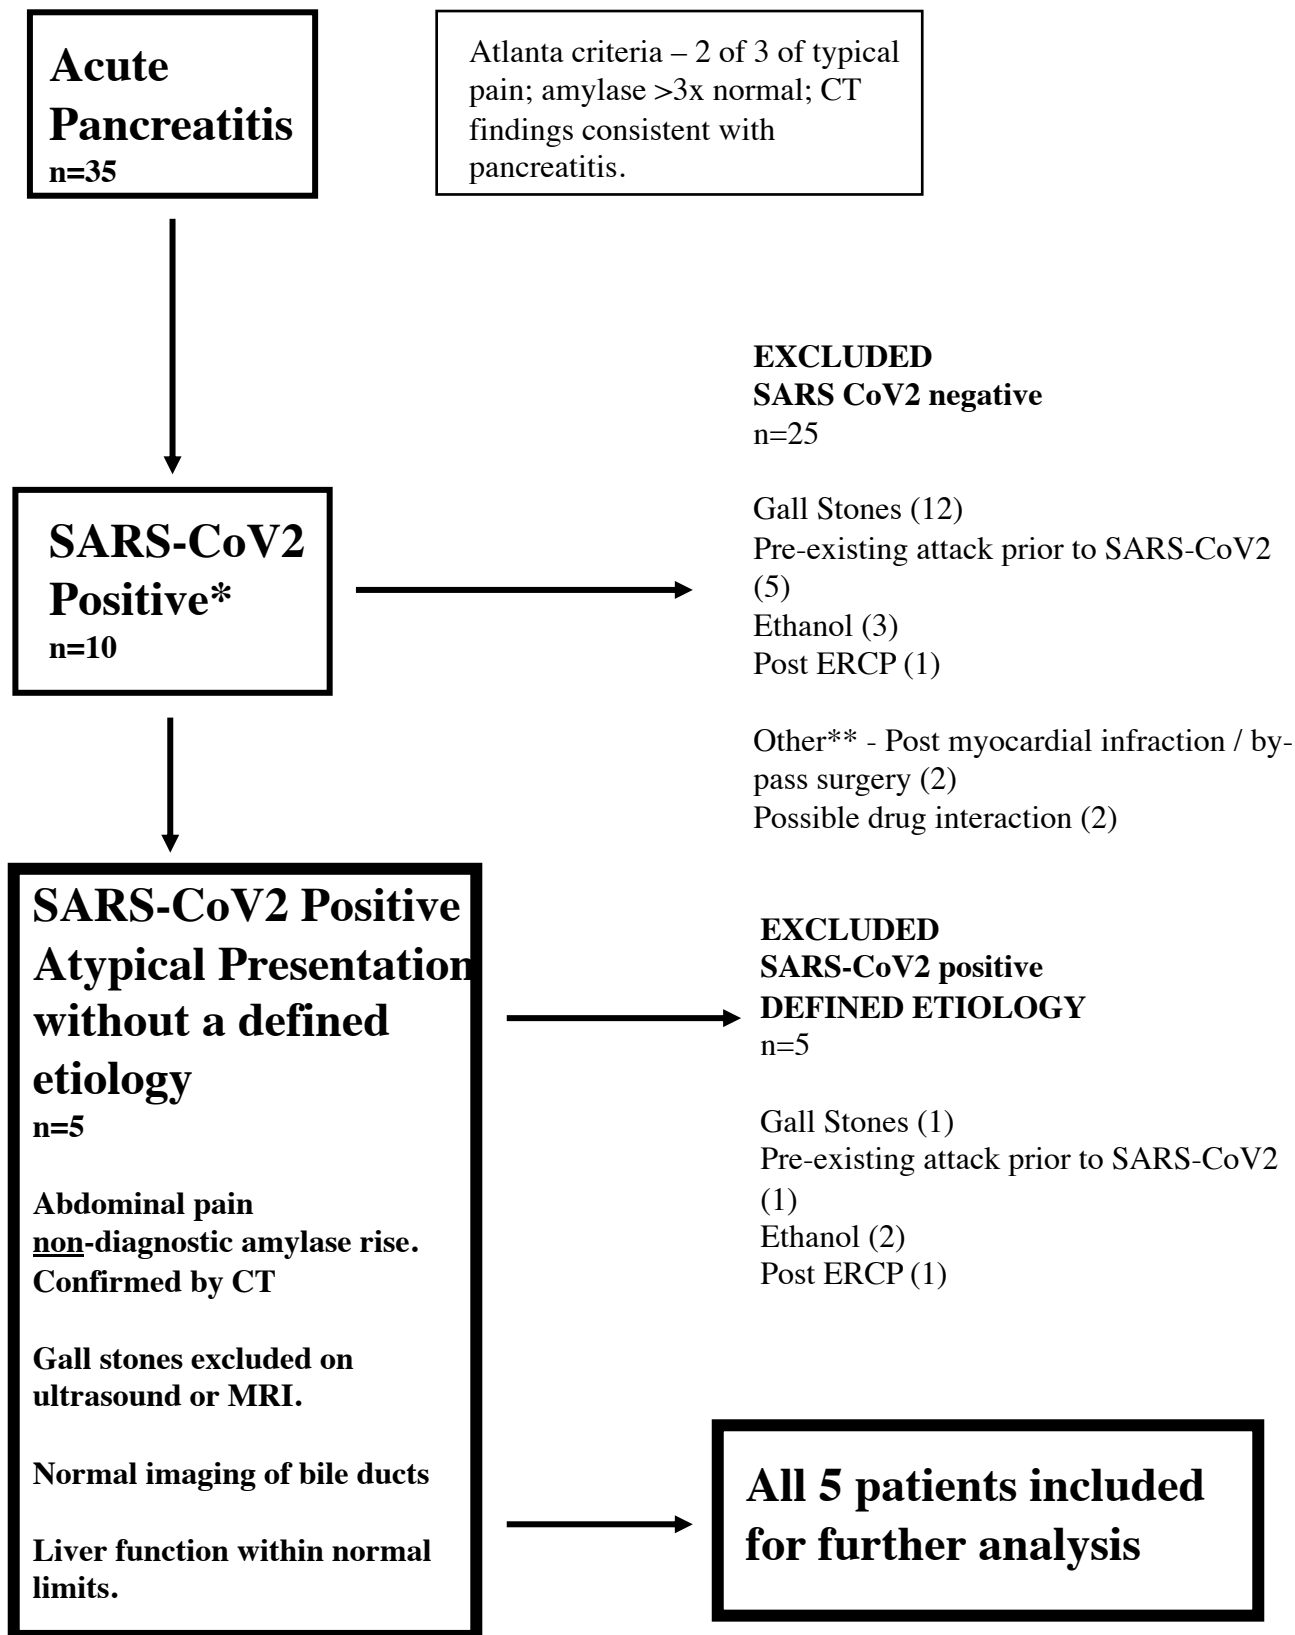 Acute
Pancreatitis
n=35
Atlanta criteria – 2 of 3 of typical
pain; amylase >3x normal; CT
findings consistent with
pancreatitis.
SARS-CoV2
Positive*
n=10
EXCLUDED
SARS CoV2 negative
n=25
Gall Stones (12)
Pre-existing attack prior to SARS-CoV2
(5)
Ethanol (3)
Post ERCP (1)
Other** - Post myocardial infraction / by-
pass surgery (2)
Possible drug interaction (2)
SARS-CoV2 Positive
Atypical Presentation
without a defined
etiology
n=5
Abdominal pain
non-diagnostic amylase rise.
Confirmed by CT
Gall stones excluded on
ultrasound or MRI.
Normal imaging of bile ducts
Liver function within normal
limits.
EXCLUDED
SARS-CoV2 positive
DEFINED ETIOLOGY
n=5
Gall Stones (1)
Pre-existing attack prior to SARS-CoV2
(1)
Ethanol (2)
Post ERCP (1)
All 5 patients included
for further analysis